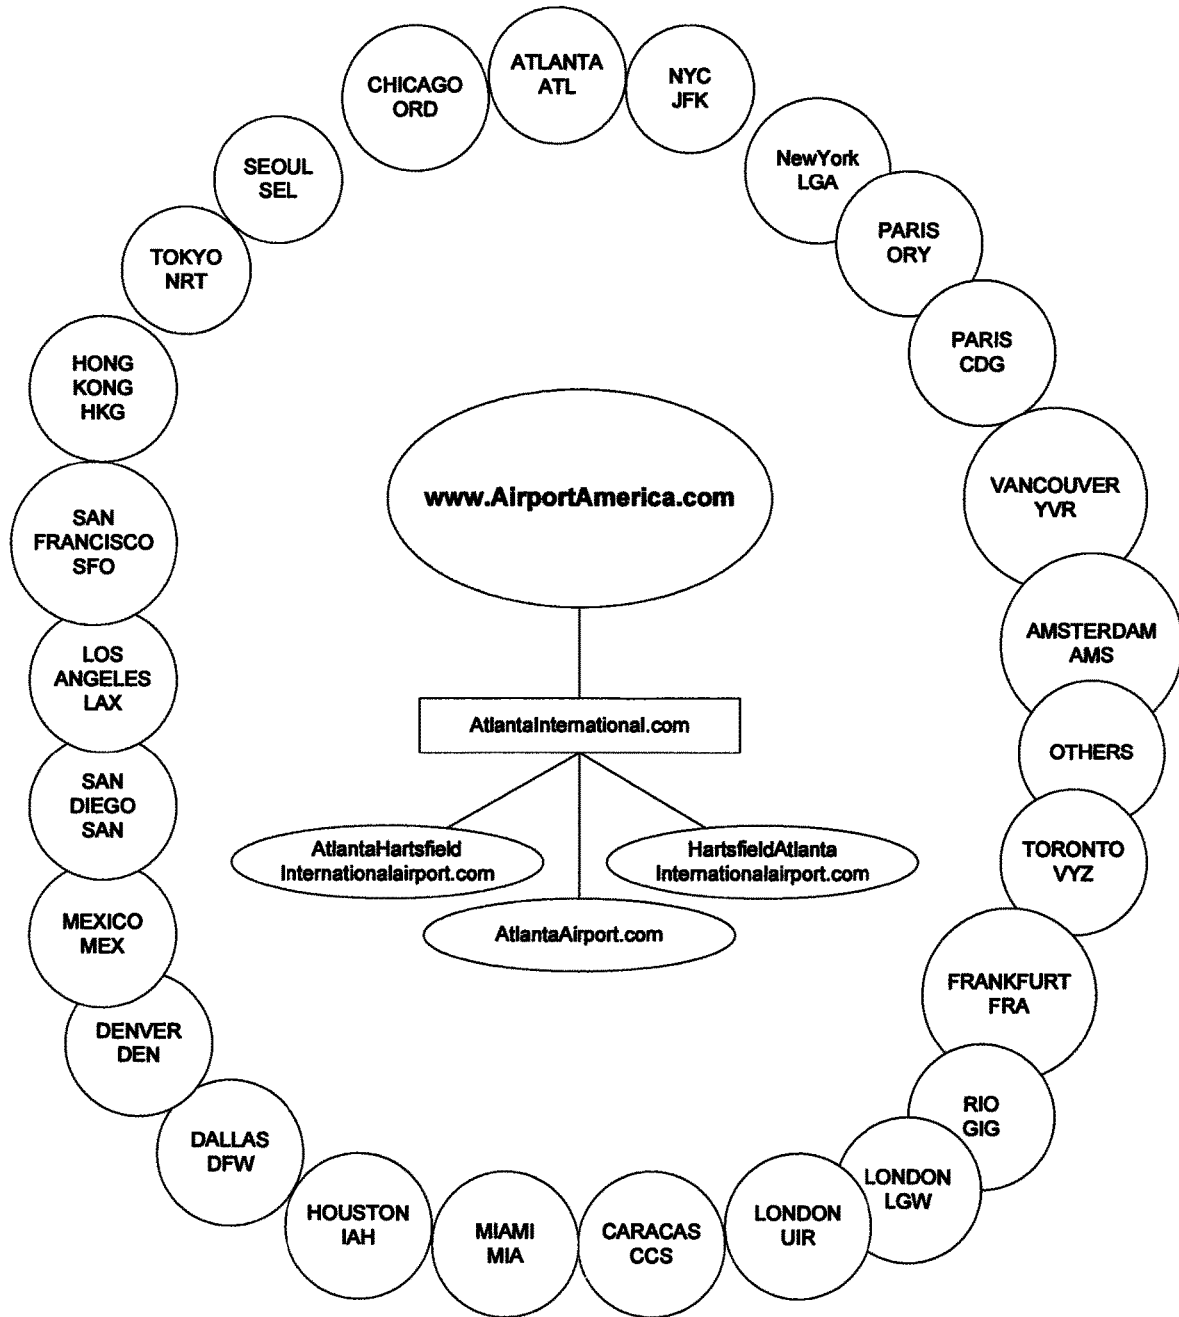 ATLANTA
ATL
NYC
JFK
NewYork
LGA
PARIS
ORY
PARIS
CDG
VANCOUVER
YVR
AMSTERDAM
AMS
OTHERS
TORONTO
VYZ
FRANKFURT
FRA
RIO
GIG
LONDON
LGW
LONDON
UIR
CARACAS
CCS
MIAMI
MIA
HOUSTON
IAH
DALLAS
DFW
DENVER
DEN
MEXICO
MEX
SAN
DIEGO
SAN
LOS
ANGELES
LAX
SAN
FRANCISCO
SFO
HONG
KONG
HKG
TOKYO
NRT
SEOUL
SEL
CHICAGO
ORD
www.AirportAmerica.com
AtlantaInternational.com
AtlantaHartsfield
Internationalairport.com
HartsfieldAtlanta
Internationalairport.com
AtlantaAirport.com